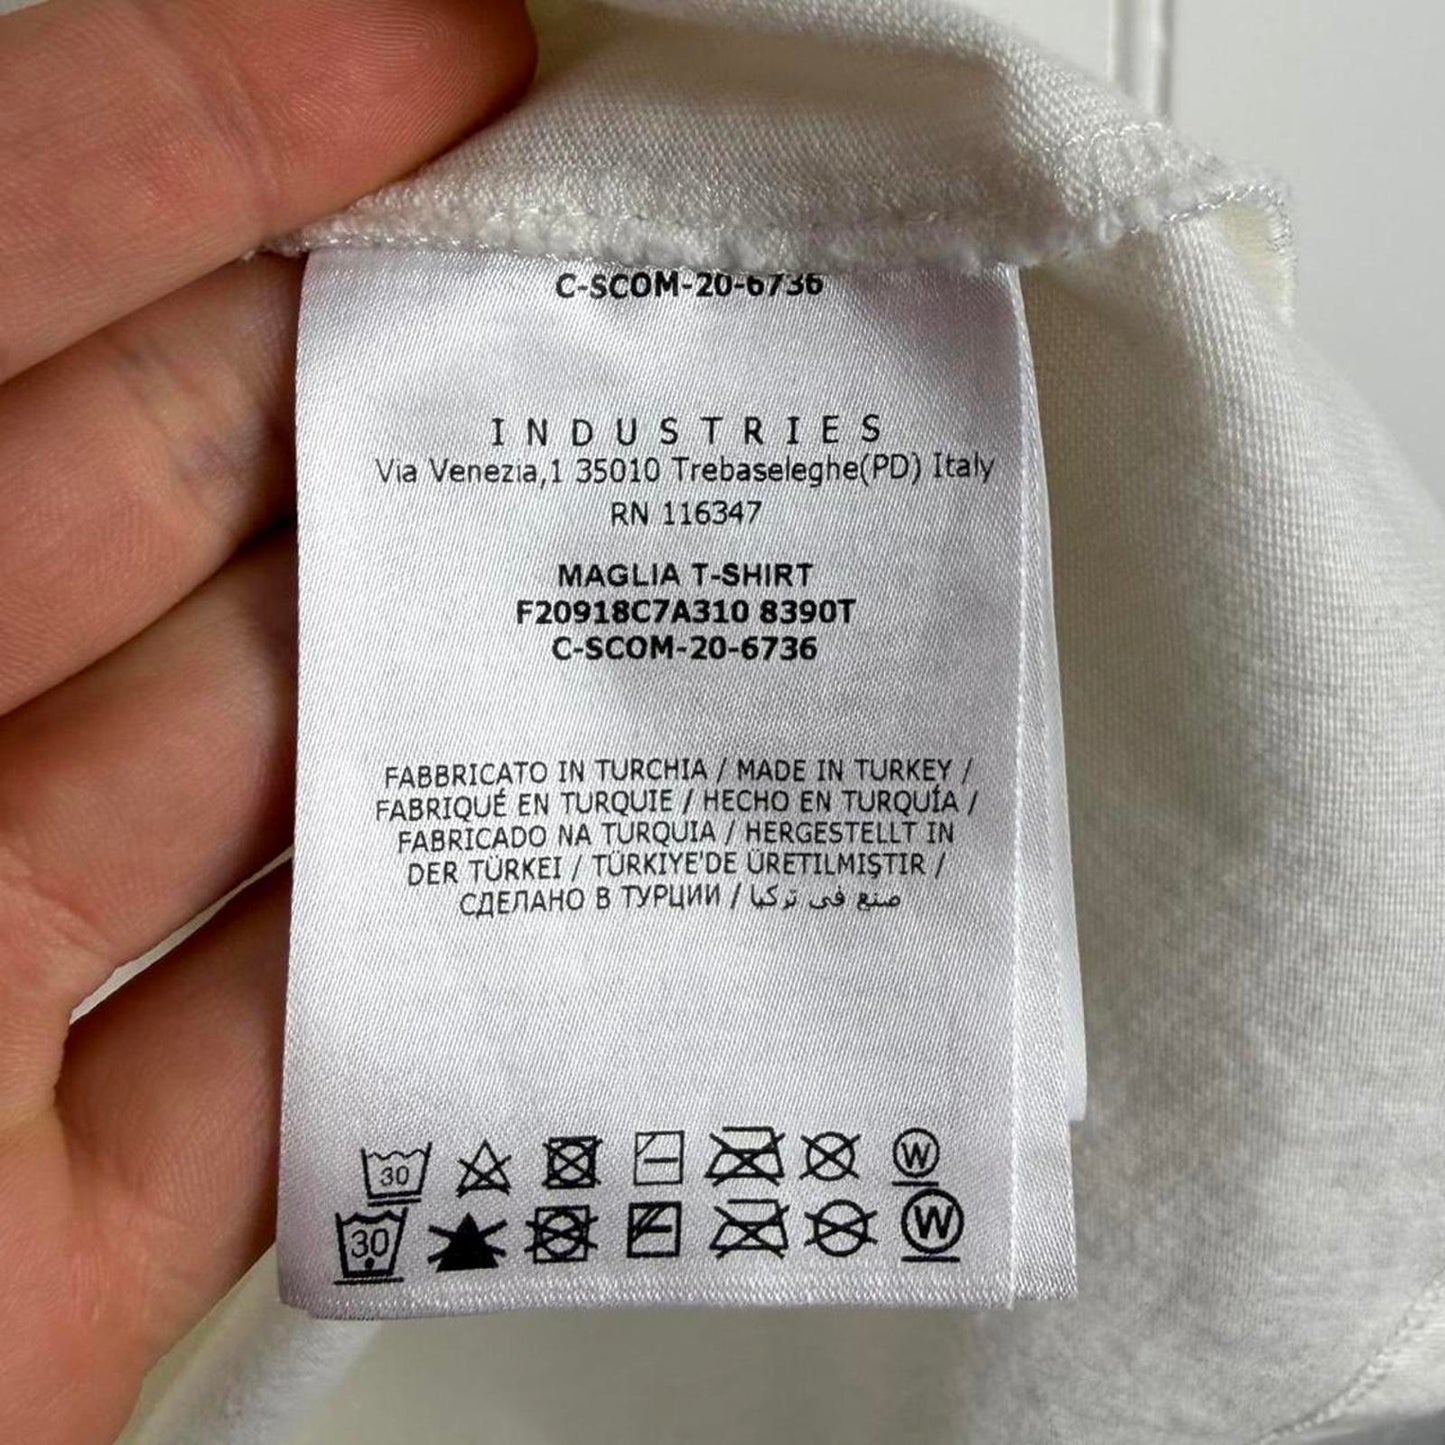 C-SCOM-20-6736
INDUSTRIES
Via Venezia,1 35010 Trebaseleghe(PD) Italy
RN 116347
MAGLIA T-SHIRT
F20918C7A310 8390T
C-SCOM-20-6736
FABBRICATO IN TURCHIA / MADE IN TURKEY /
FABRIQUÉ EN TURQUIE / HECHO EN TURQUÍA /
FABRICADO NA TURQUIA / HERGESTELLT IN
DER TÜRKEI / TÜRKIYE'DE ÜRETILMIŞTIR /
СДЕЛАНО В ТУРЦИИ / صنع في تركيا
30 W
30 W